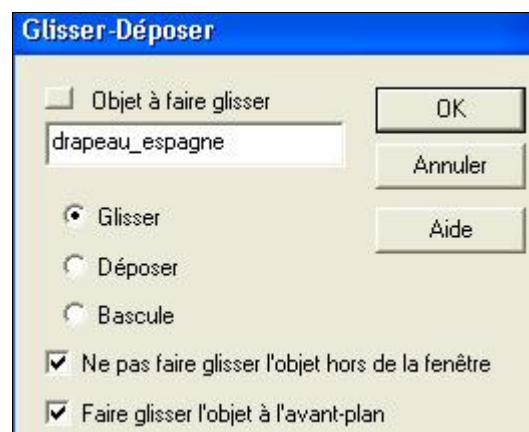 Glisser-Déposer
Objet à faire glisser
OK
drapeau_espagne
Annuler
Glisser
Aide
Déposer
Bascule
Ne pas faire glisser l'objet hors de la fenêtre
Faire glisser l'objet à l'avant-plan